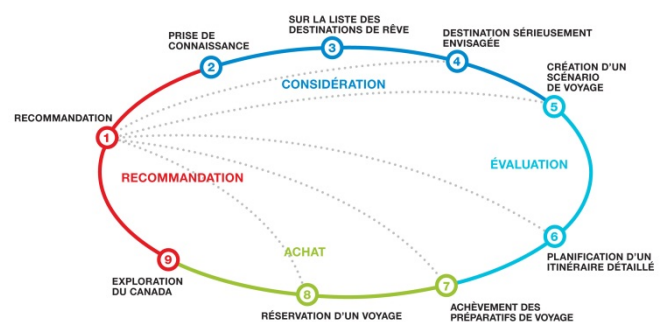 RECOMMANDATION
1
PRISE DE
CONNAISSANCE
2
SUR LA LISTE DES
DESTINATIONS DE RÊVE
3
DESTINATION SÉRIEUSEMENT
ENVISAGÉE
4
CRÉATION D'UN
SCÉNARIO
DE VOYAGE
5
CONSIDÉRATION
ÉVALUATION
RECOMMANDATION
ACHAT
6
PLANIFICATION D'UN
ITINÉRAIRE DÉTAILLÉ
7
ACHÈVEMENT DES
PRÉPARATIFS DE VOYAGE
8
RÉSERVATION D'UN VOYAGE
9
EXPLORATION
DU CANADA